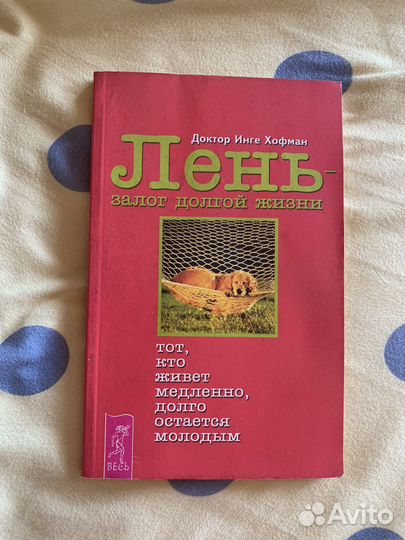 Доктор Инге Хофман
Лень-
залог долгой жизни
тот,
кто
живет
медленно,
долго
остается
молодым
ВЕСЬ
Avito